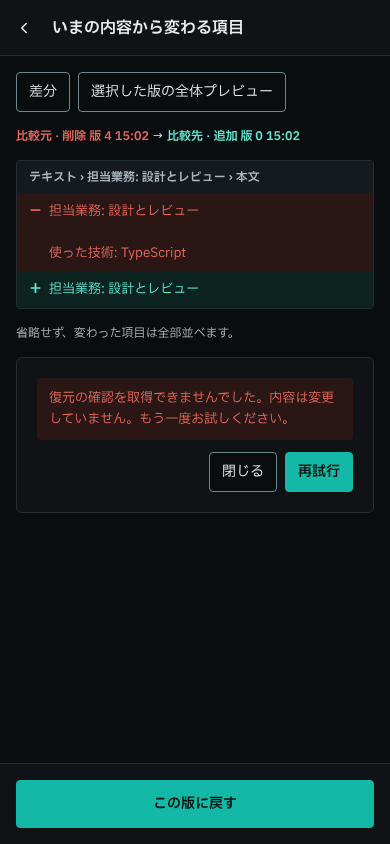 いまの内容から変わる項目
差分
選択した版の全体プレビュー
比較元 · 削除 版 4 15:02 → 比較先 · 追加 版 0 15:02
テキスト › 担当業務: 設計とレビュー › 本文
− 担当業務: 設計とレビュー
使った技術: TypeScript
+ 担当業務: 設計とレビュー
省略せず、変わった項目は全部並べます。
復元の確認を取得できませんでした。内容は変更
していません。もう一度お試しください。
閉じる
再試行
この版に戻す